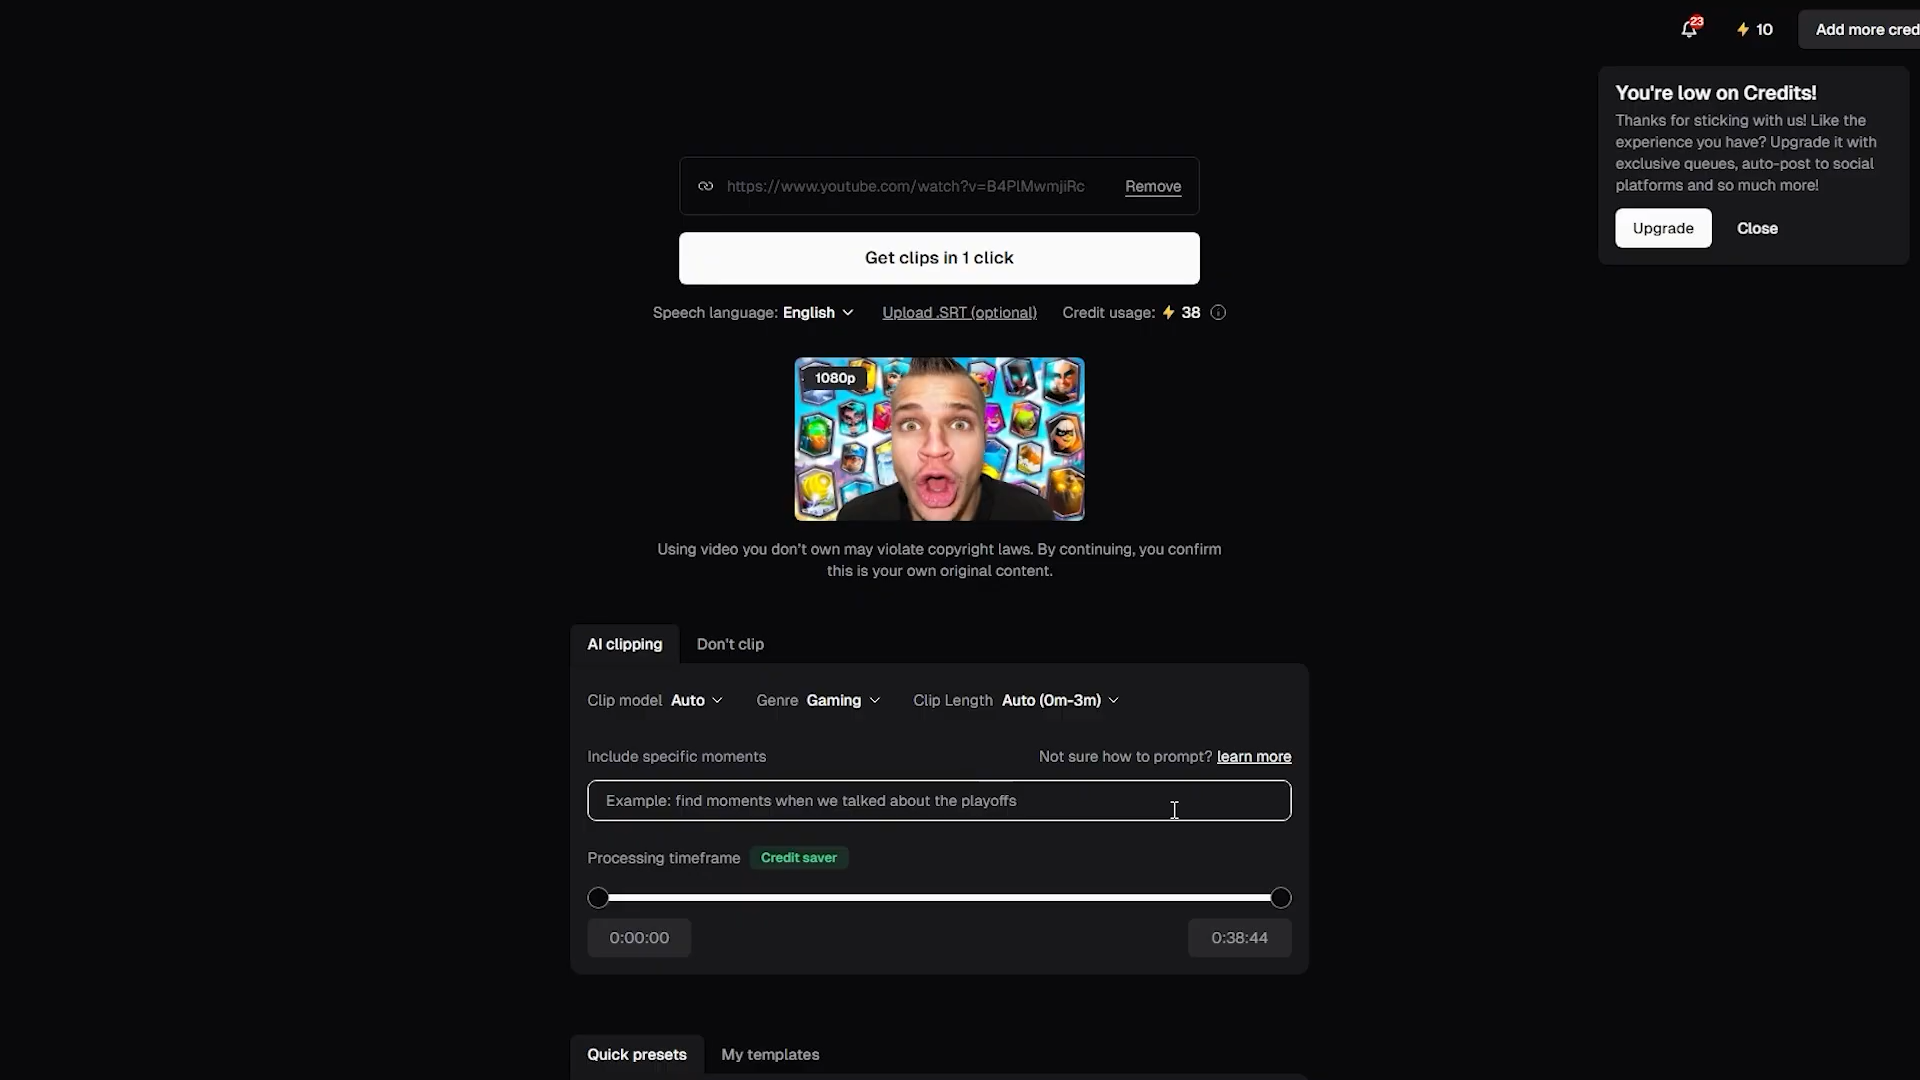 23
10
Add more cred
You're low on Credits!
Thanks for sticking with us! Like the
experience you have? Upgrade it with
exclusive queues, auto-post to social
platforms and so much more!
Upgrade
Close
https://www.youtube.com/watch?v=B4PlMwmjiRc
Remove
Get clips in 1 click
Speech language: English
Upload .SRT (optional)
Credit usage: 38
1080p
Using video you don't own may violate copyright laws. By continuing, you confirm
this is your own original content.
AI clipping
Don't clip
Clip model Auto
Genre Gaming
Clip Length Auto (0m-3m)
Include specific moments
Not sure how to prompt? learn more
Example: find moments when we talked about the playoffs
Processing timeframe
Credit saver
0:00:00
0:38:44
Quick presets
My templates